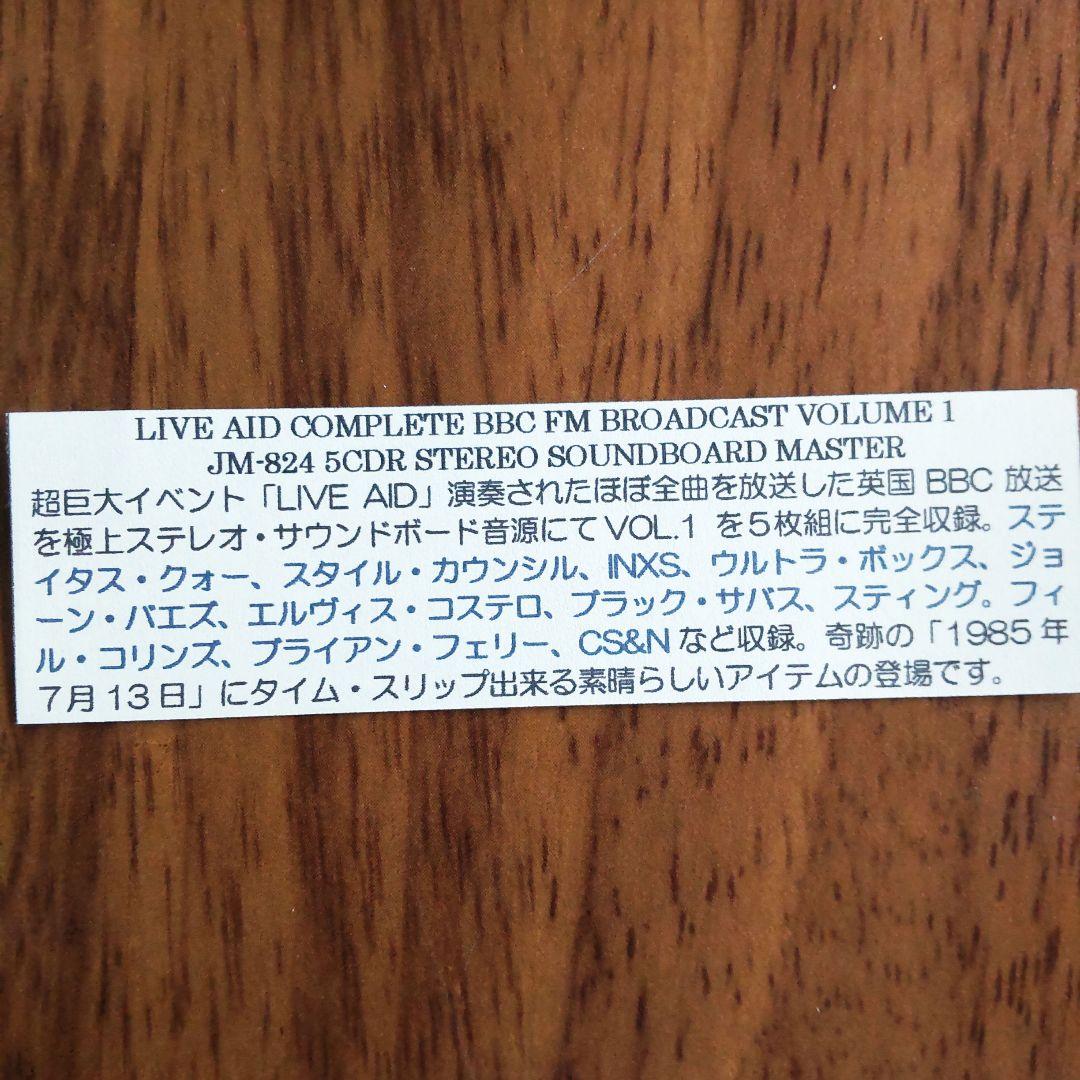 LIVE AID COMPLETE BBC FM BROADCAST VOLUME 1
JM-824 5CDR STEREO SOUNDBOARD MASTER
超巨大イベント「LIVE AID」演奏されたほぼ全曲を放送した英国 BBC 放送
を極上ステレオ・サウンドボード音源にて VOL.1 を５枚組に完全収録。ステ
イタス・クォー、スタイル・カウンシル、INXS、ウルトラ・ボックス、ジョ
ーン・バエズ、エルヴィス・コステロ、ブラック・サバス、スティング。フィ
ル・コリンズ、ブライアン・フェリー、CS&N など収録。奇跡の「1985 年
7月13日」にタイム・スリップ出来る素晴らしいアイテムの登場です。